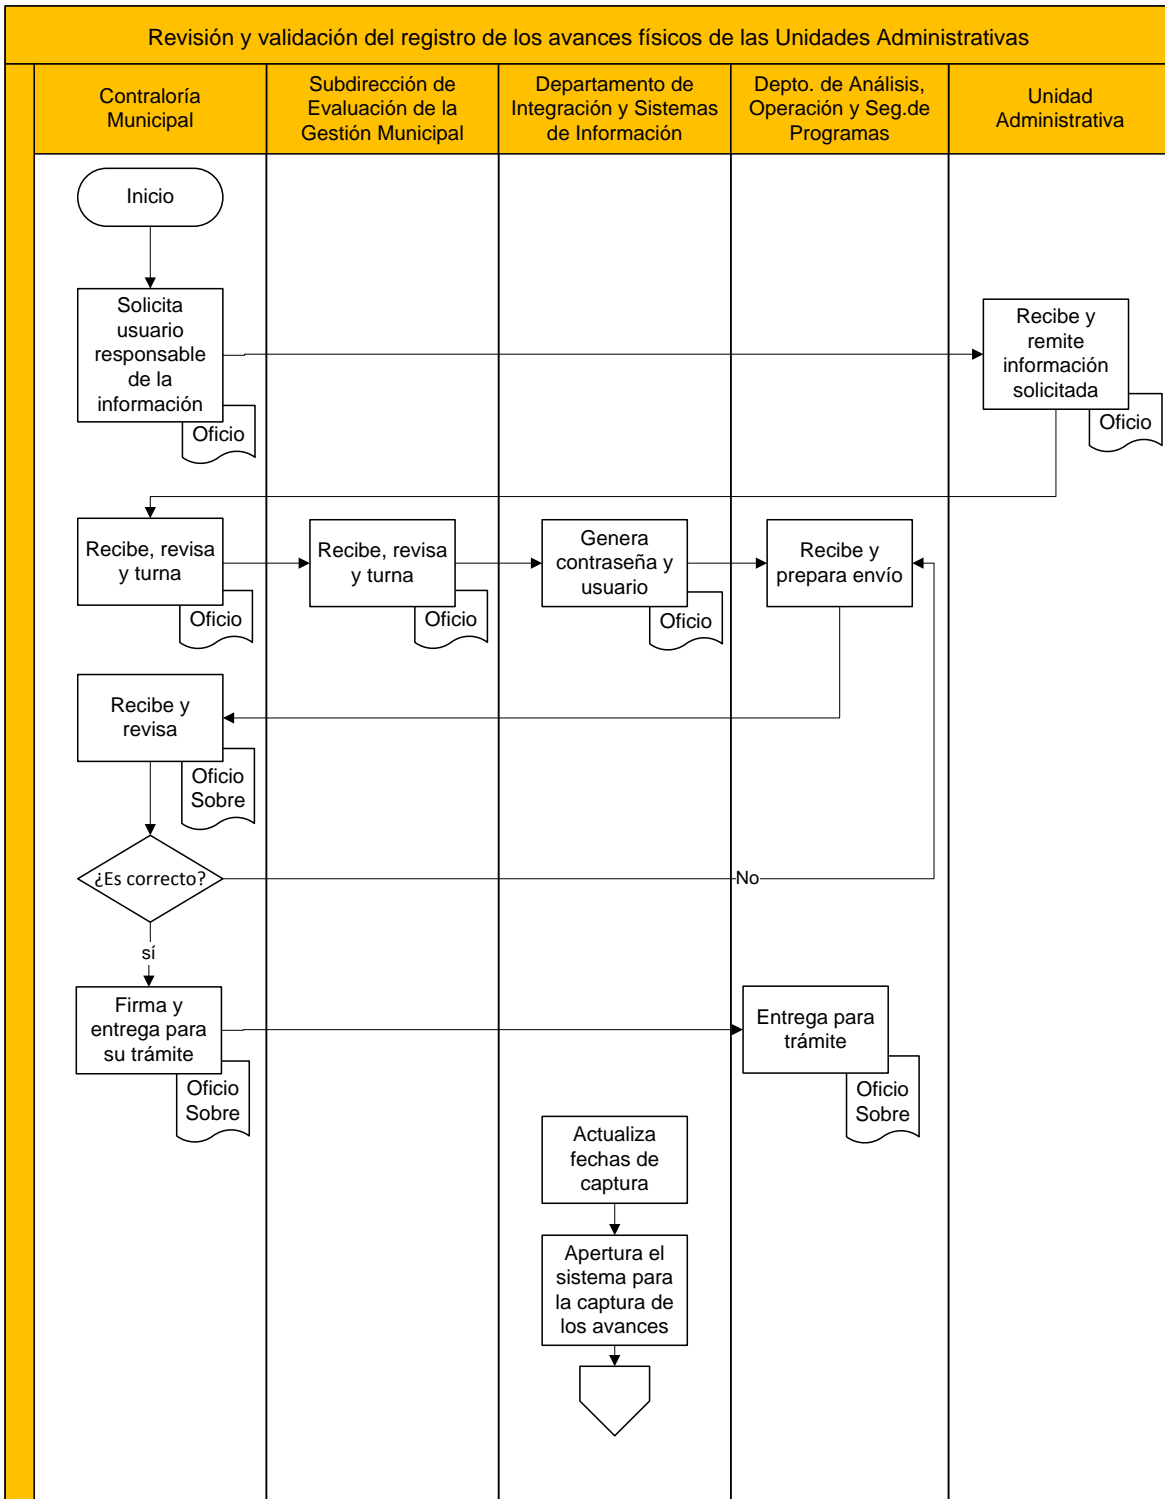 Revisión y validación del registro de los avances físicos de las Unidades Administrativas
Contraloría
Municipal
Subdirección de
Evaluación de la
Gestión Municipal
Departamento de
Integración y Sistemas
de Información
Depto. de Análisis,
Operación y Seg.de
Programas
Unidad
Administrativa
Inicio
Solicita
usuario
responsable
de la
información
Oficio
Recibe y
remite
información
solicitada
Oficio
Recibe, revisa
y turna
Oficio
Recibe, revisa
y turna
Oficio
Genera
contraseña y
usuario
Oficio
Recibe y
prepara envío
Recibe y
revisa
Oficio
Sobre
¿Es correcto?
No
sí
Firma y
entrega para
su trámite
Oficio
Sobre
Entrega para
trámite
Oficio
Sobre
Actualiza
fechas de
captura
Apertura el
sistema para
la captura de
los avances